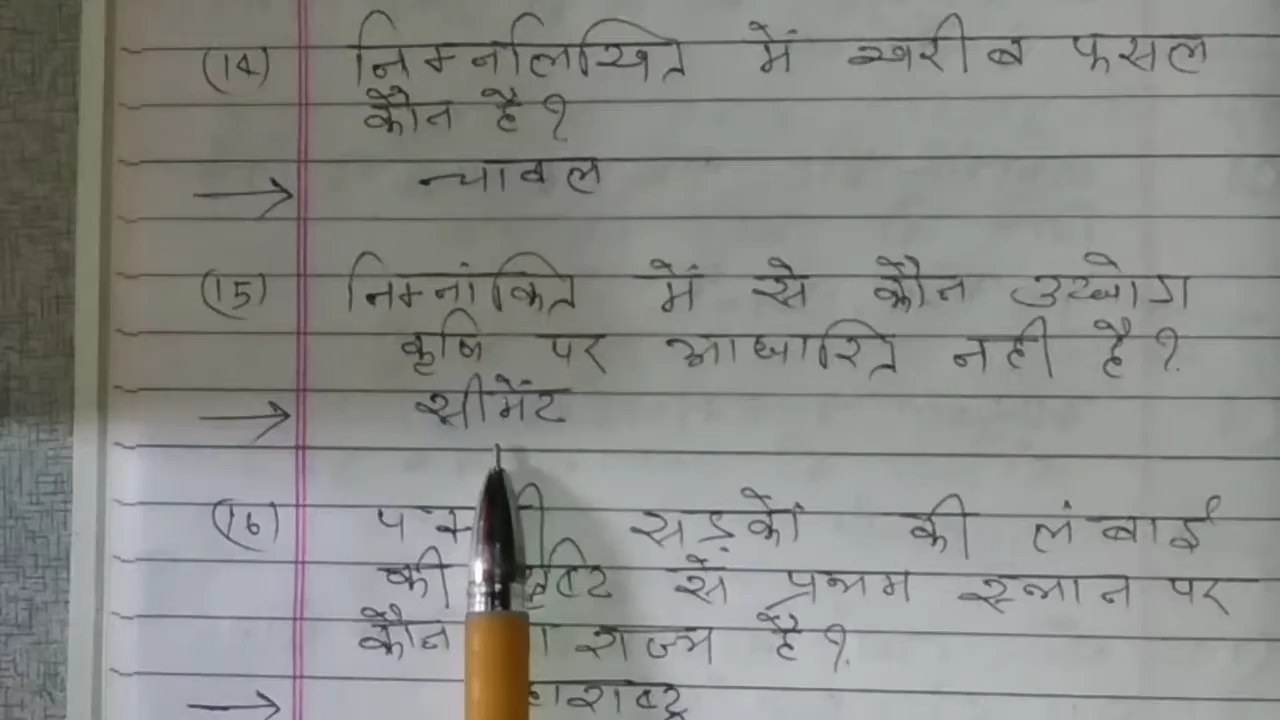 (14) निम्नलिखित में खरीब फसल
कौन है?
→ चावल
(15) निम्नांकित में से कौन उद्योग
कृषि पर आधारित नहीं है?
→ सीमेंट
(16) सड़कों की लंबाई
की से प्रथम स्थान पर
कौन राज्य है?
→